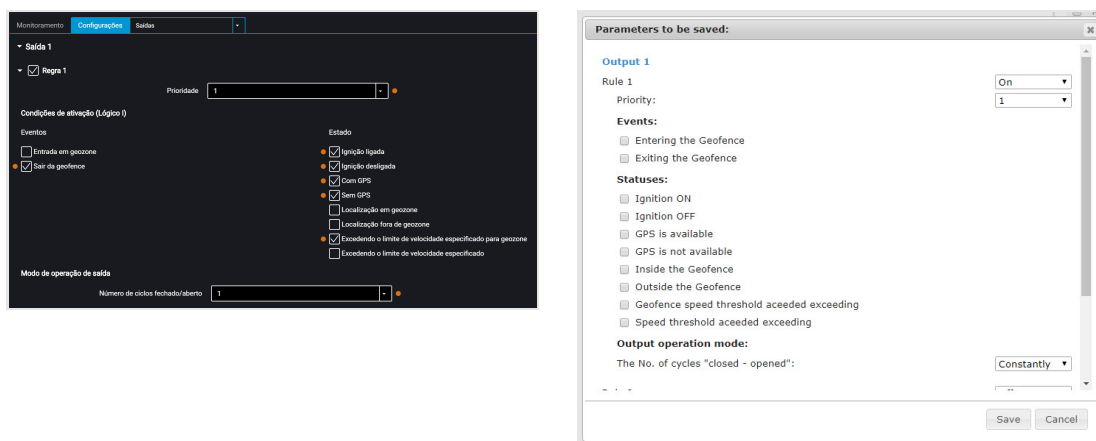 Monitoramento Configurações Saídas
Saída 1
Regra 1
Prioridade 1
Condições de ativação (Lógico I)
Eventos Estado
Entrada em geozone Ignição ligada
Sair da geofence Ignição desligada
Com GPS
Sem GPS
Localização em geozone
Localização fora de geozone
Excedendo o limite de velocidade especificado para geozone
Excedendo o limite de velocidade especificado
Modo de operação de saída
Número de ciclos fechado/aberto 1
Parameters to be saved:
Output 1
Rule 1 On
Priority: 1
Events:
Entering the Geofence
Exiting the Geofence
Statuses:
Ignition ON
Ignition OFF
GPS is available
GPS is not available
Inside the Geofence
Outside the Geofence
Geofence speed threshold aceeded exceeding
Speed threshold aceeded exceeding
Output operation mode:
The No. of cycles "closed - opened": Constantly
Save Cancel